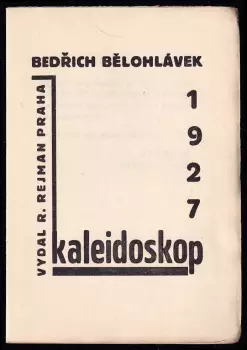 BEDŘICH BĚLOHLÁVEK
1
9
2
7
VYDAL R. REJMAN PRAHA
kaleidoskop